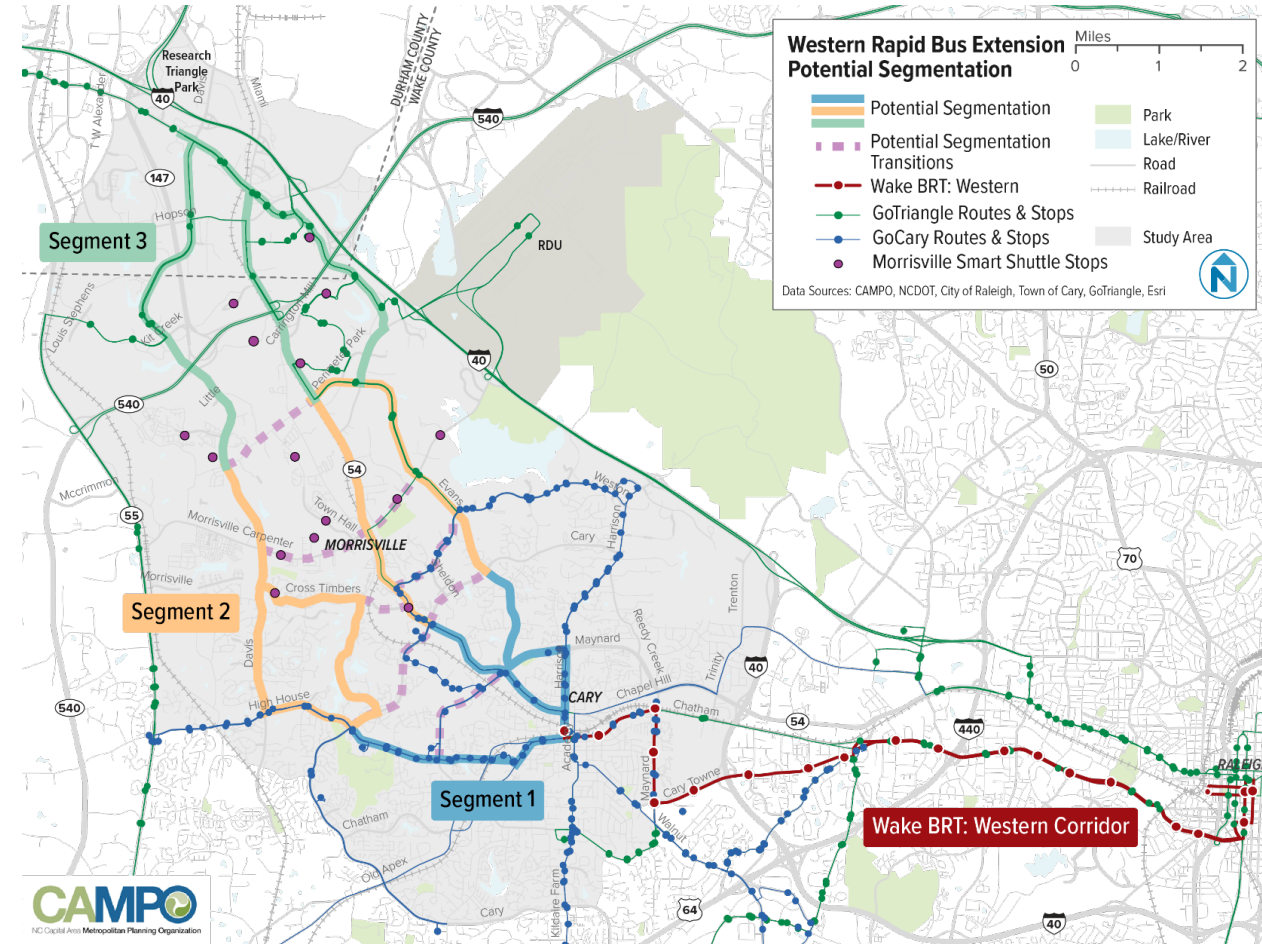 Western Rapid Bus Extension
Potential Segmentation
Miles
0 1 2
Potential Segmentation
Potential Segmentation
Transitions
Wake BRT: Western
GoTriangle Routes & Stops
GoCary Routes & Stops
Morrisville Smart Shuttle Stops
Park
Lake/River
Road
Railroad
Study Area
N
Data Sources: CAMPO, NCDOT, City of Raleigh, Town of Cary, GoTriangle, Esri
Research
Triangle
Park
40
T W Alexander
Davis
Miami
DURHAM COUNTY
WAKE COUNTY
540
147
Hopson
Segment 3
RDU
Louis Stephens
Kit Creek
Carrington Mill
Perimeter Park
40
50
540
Little
54
Mccrimmon
55
Evans
Weston
Town Hall
Morrisville Carpenter
MORRISVILLE
Cary
Harrison
70
Morrisville
Cross Timbers
Sheldon
Trenton
Segment 2
Davis
Maynard
Reedy Creek
Harrison
Trinity
40
High House
Chapel Hill
CARY
Chatham
54
540
440
Academy
Maynard
Cary Towne
RALEIG
Segment 1
Wake BRT: Western Corridor
Chatham
Walnut
Old Apex
Kildaire Farm
Cary
64
40
CAMPO
NC Capital Area Metropolitan Planning Organization